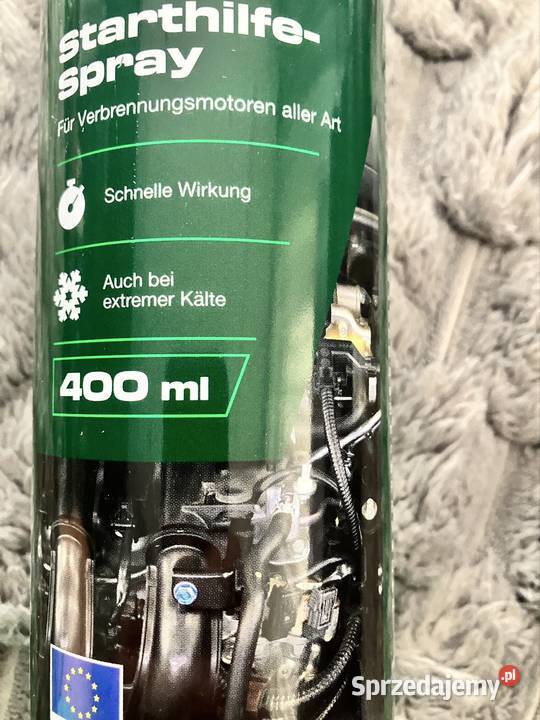 Starthilfe-
Spray
Für Verbrennungsmotoren aller Art
Schnelle Wirkung
Auch bei
extremer Kälte
400 ml
Sprzedajemy.pl